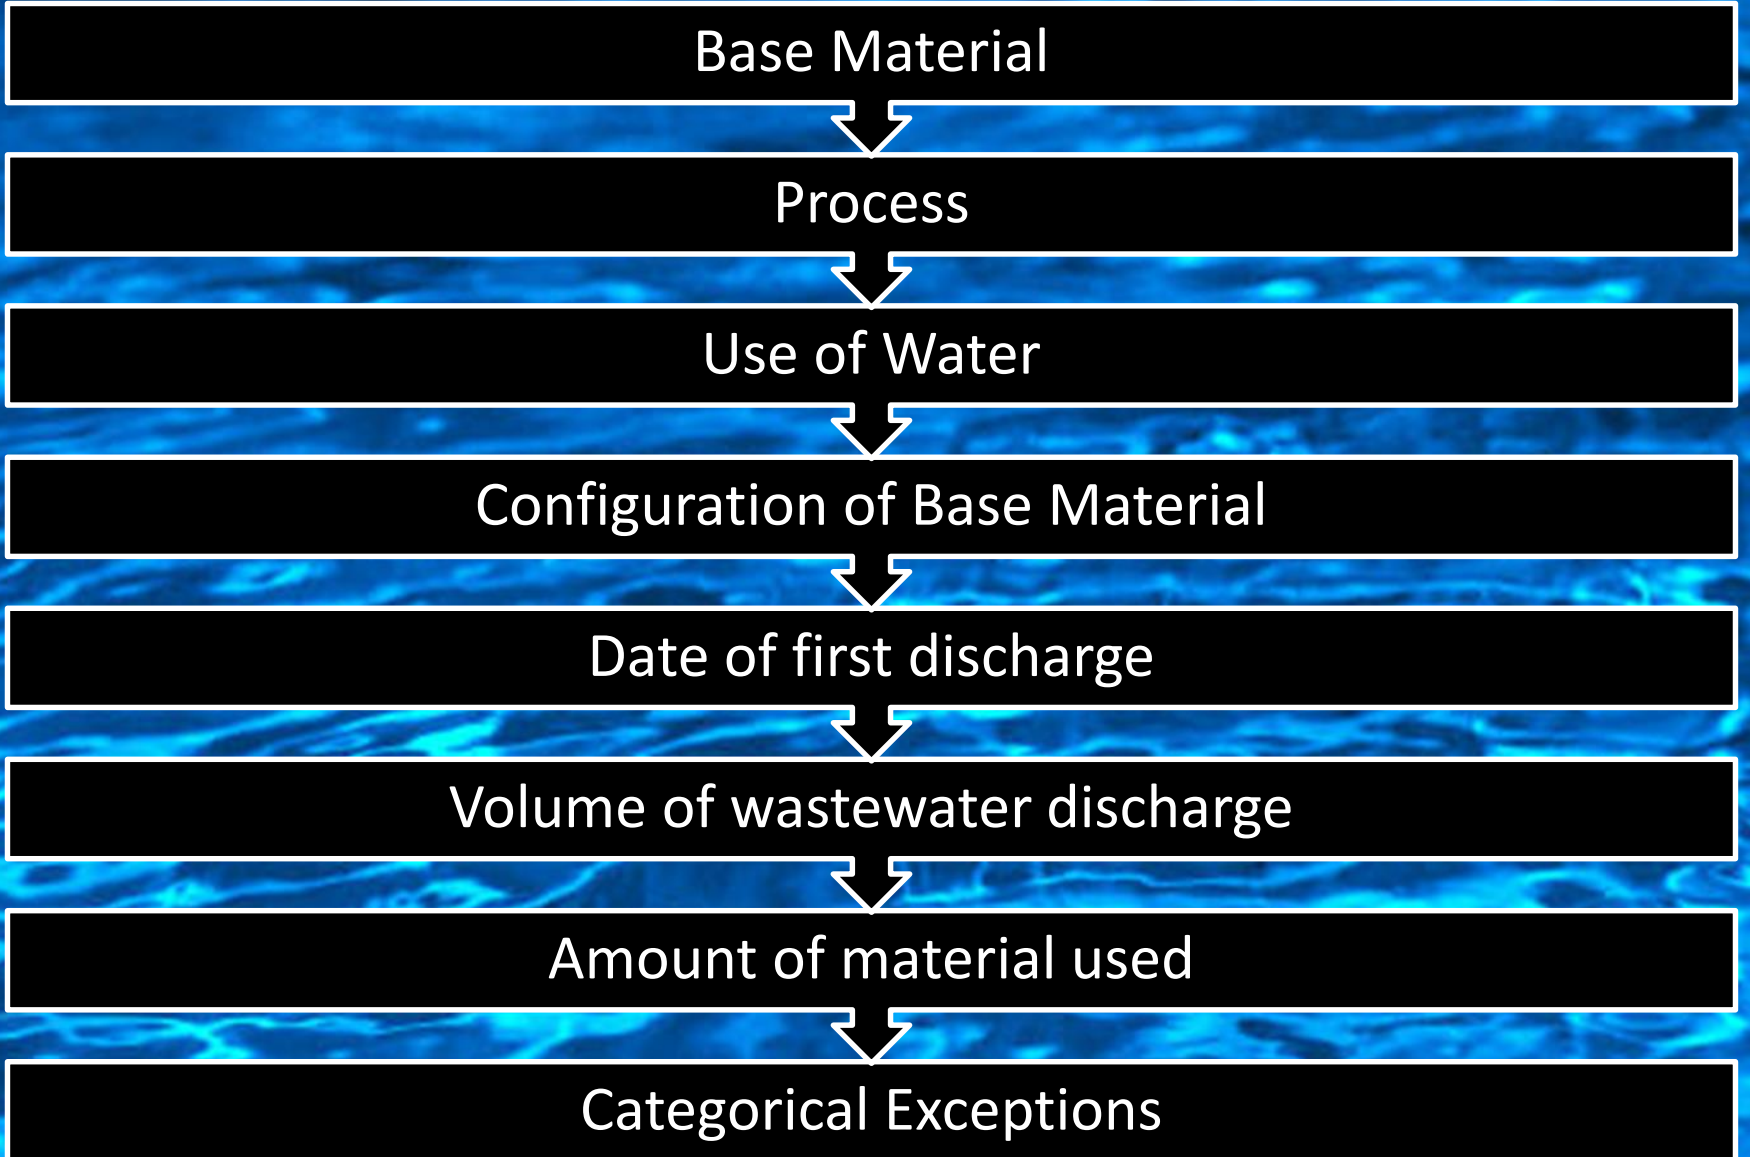 Base Material
Process
Use of Water
Configuration of Base Material
Date of first discharge
Volume of wastewater discharge
Amount of material used
Categorical Exceptions